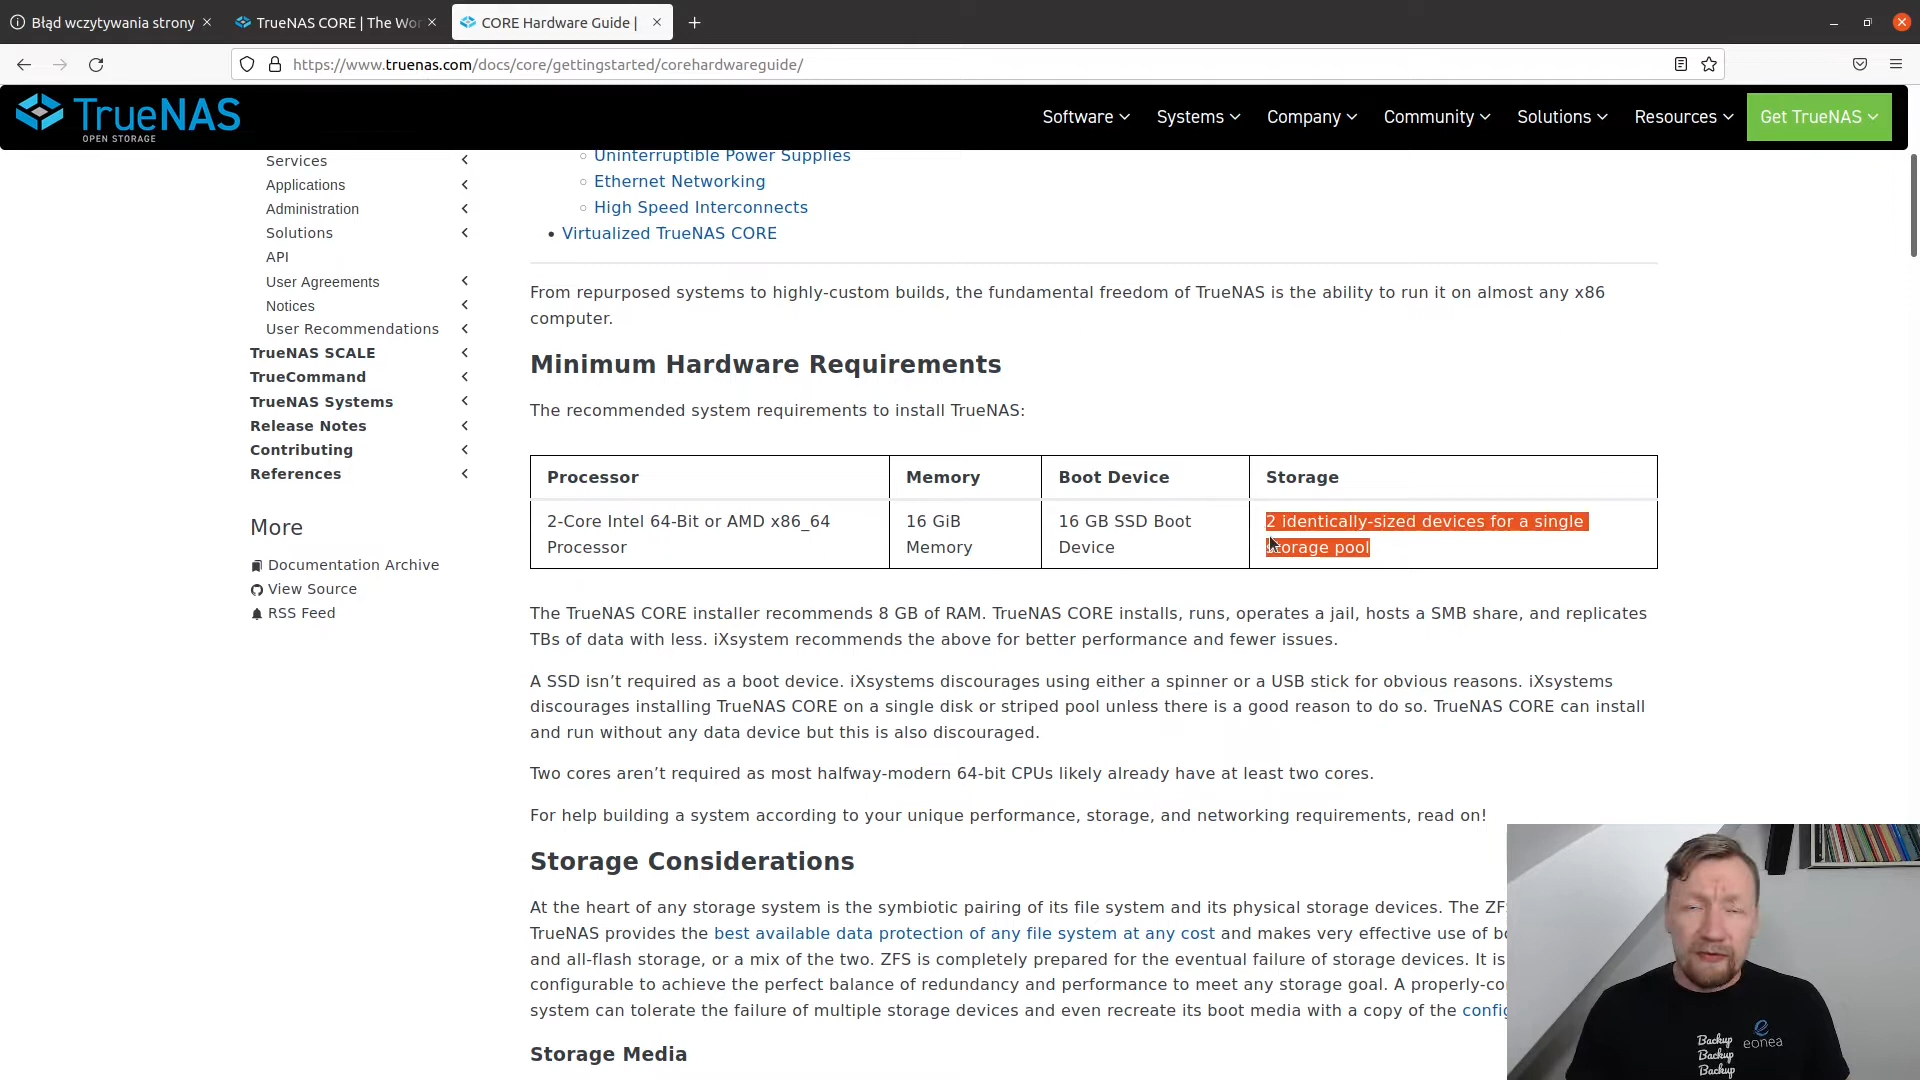 Błąd wczytywania strony
TrueNAS CORE | The Wor
CORE Hardware Guide |
https://www.truenas.com/docs/core/gettingstarted/corehardwareguide/
TrueNAS
OPEN STORAGE
Software
Systems
Company
Community
Solutions
Resources
Get TrueNAS
Services
Applications
Administration
Solutions
API
User Agreements
Notices
User Recommendations
TrueNAS SCALE
TrueCommand
TrueNAS Systems
Release Notes
Contributing
References
More
Documentation Archive
View Source
RSS Feed
Uninterruptible Power Supplies
Ethernet Networking
High Speed Interconnects
Virtualized TrueNAS CORE
From repurposed systems to highly-custom builds, the fundamental freedom of TrueNAS is the ability to run it on almost any x86
computer.
Minimum Hardware Requirements
The recommended system requirements to install TrueNAS:
Processor Memory Boot Device Storage
2-Core Intel 64-Bit or AMD x86_64 16 GiB 16 GB SSD Boot 2 identically-sized devices for a single
Processor Memory Device storage pool
The TrueNAS CORE installer recommends 8 GB of RAM. TrueNAS CORE installs, runs, operates a jail, hosts a SMB share, and replicates
TBs of data with less. iXsystem recommends the above for better performance and fewer issues.
A SSD isn't required as a boot device. iXsystems discourages using either a spinner or a USB stick for obvious reasons. iXsystems
discourages installing TrueNAS CORE on a single disk or striped pool unless there is a good reason to do so. TrueNAS CORE can install
and run without any data device but this is also discouraged.
Two cores aren't required as most halfway-modern 64-bit CPUs likely already have at least two cores.
For help building a system according to your unique performance, storage, and networking requirements, read on!
Storage Considerations
At the heart of any storage system is the symbiotic pairing of its file system and its physical storage devices. The ZF
TrueNAS provides the best available data protection of any file system at any cost and makes very effective use of bo
and all-flash storage, or a mix of the two. ZFS is completely prepared for the eventual failure of storage devices. It is
configurable to achieve the perfect balance of redundancy and performance to meet any storage goal. A properly-co
system can tolerate the failure of multiple storage devices and even recreate its boot media with a copy of the config
Storage Media
Backup
Backup
Backup
eonea